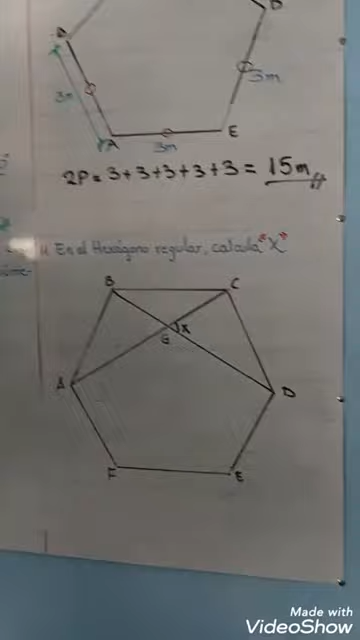 D
B
3m
3m
A
E
3m
2P = 3+3+3+3+3 = 15m
En el Hexágono regular, calcula "X"
B
C
X
G
A
D
F
E
Made with
VideoShow